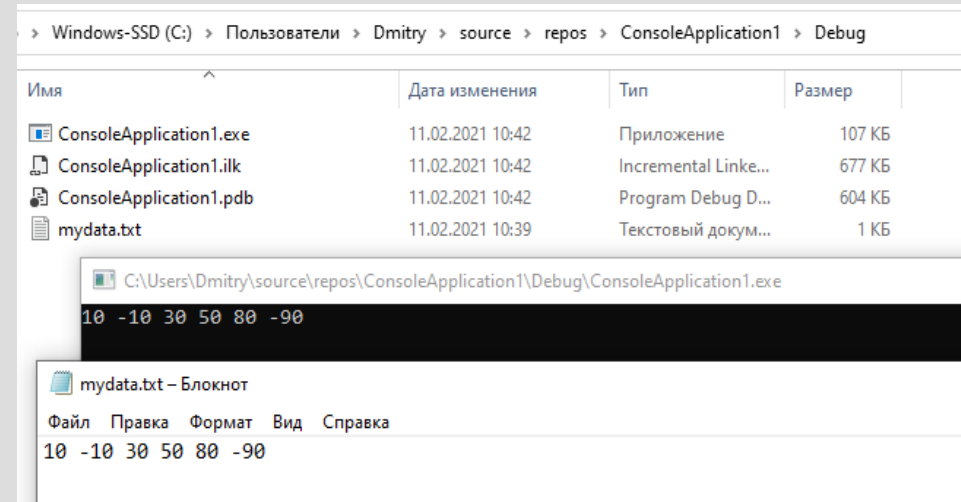 › Windows-SSD (C:) › Пользователи › Dmitry › source › repos › ConsoleApplication1 › Debug
Имя Дата изменения Тип Размер
ConsoleApplication1.exe 11.02.2021 10:42 Приложение 107 КБ
ConsoleApplication1.ilk 11.02.2021 10:42 Incremental Linke... 677 КБ
ConsoleApplication1.pdb 11.02.2021 10:42 Program Debug D... 604 КБ
mydata.txt 11.02.2021 10:39 Текстовый докум... 1 КБ
C:\Users\Dmitry\source\repos\ConsoleApplication1\Debug\ConsoleApplication1.exe
10 -10 30 50 80 -90
mydata.txt – Блокнот
Файл Правка Формат Вид Справка
10 -10 30 50 80 -90